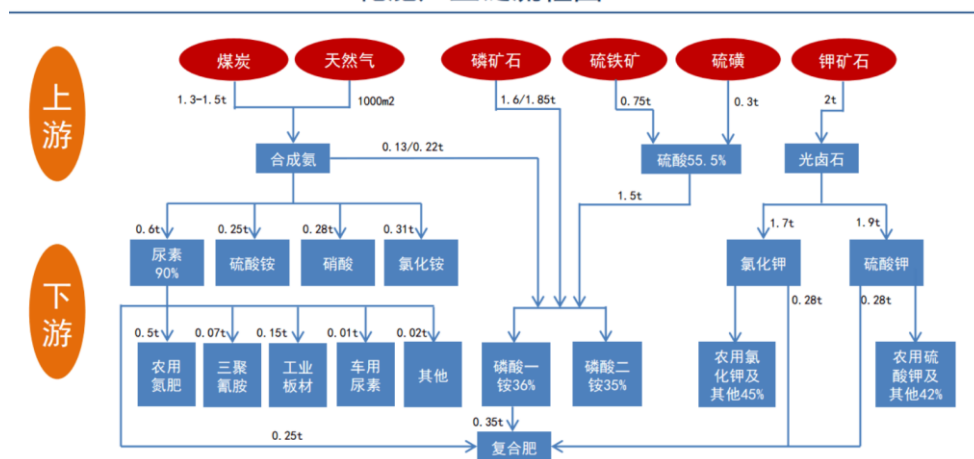 煤炭
天然气
磷矿石
硫铁矿
硫磺
钾矿石
上
游
1.3-1.5t
1000m2
1.6/1.85t
0.75t
0.3t
2t
合成氨
0.13/0.22t
硫酸55.5%
光卤石
1.5t
0.6t
0.25t
0.28t
0.31t
1.7t
1.9t
尿素
90%
硫酸铵
硝酸
氯化铵
氯化钾
硫酸钾
下
游
0.28t
0.28t
0.5t
0.07t
0.15t
0.01t
0.02t
农用
氮肥
三聚
氰胺
工业
板材
车用
尿素
其他
磷酸一
铵36%
磷酸二
铵35%
农用氯
化钾及
其他45%
农用硫
酸钾及
其他42%
0.35t
0.25t
复合肥